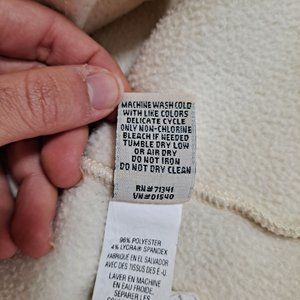 MACHINE WASH COLD
WITH LIKE COLORS
DELICATE CYCLE
ONLY NON-CHLORINE
BLEACH IF NEEDED
TUMBLE DRY LOW
OR AIR DRY
DO NOT IRON
DO NOT DRY CLEAN
RN#71341
VN#01540
96% POLYESTER
4% LYCRA® SPANDEX
FABRIQUÉ EN EL SALVADOR
AVEC DES TISSUS DES É.-U.
LAVER EN MACHINE
EN EAU FROIDE.
SÉPARER LES